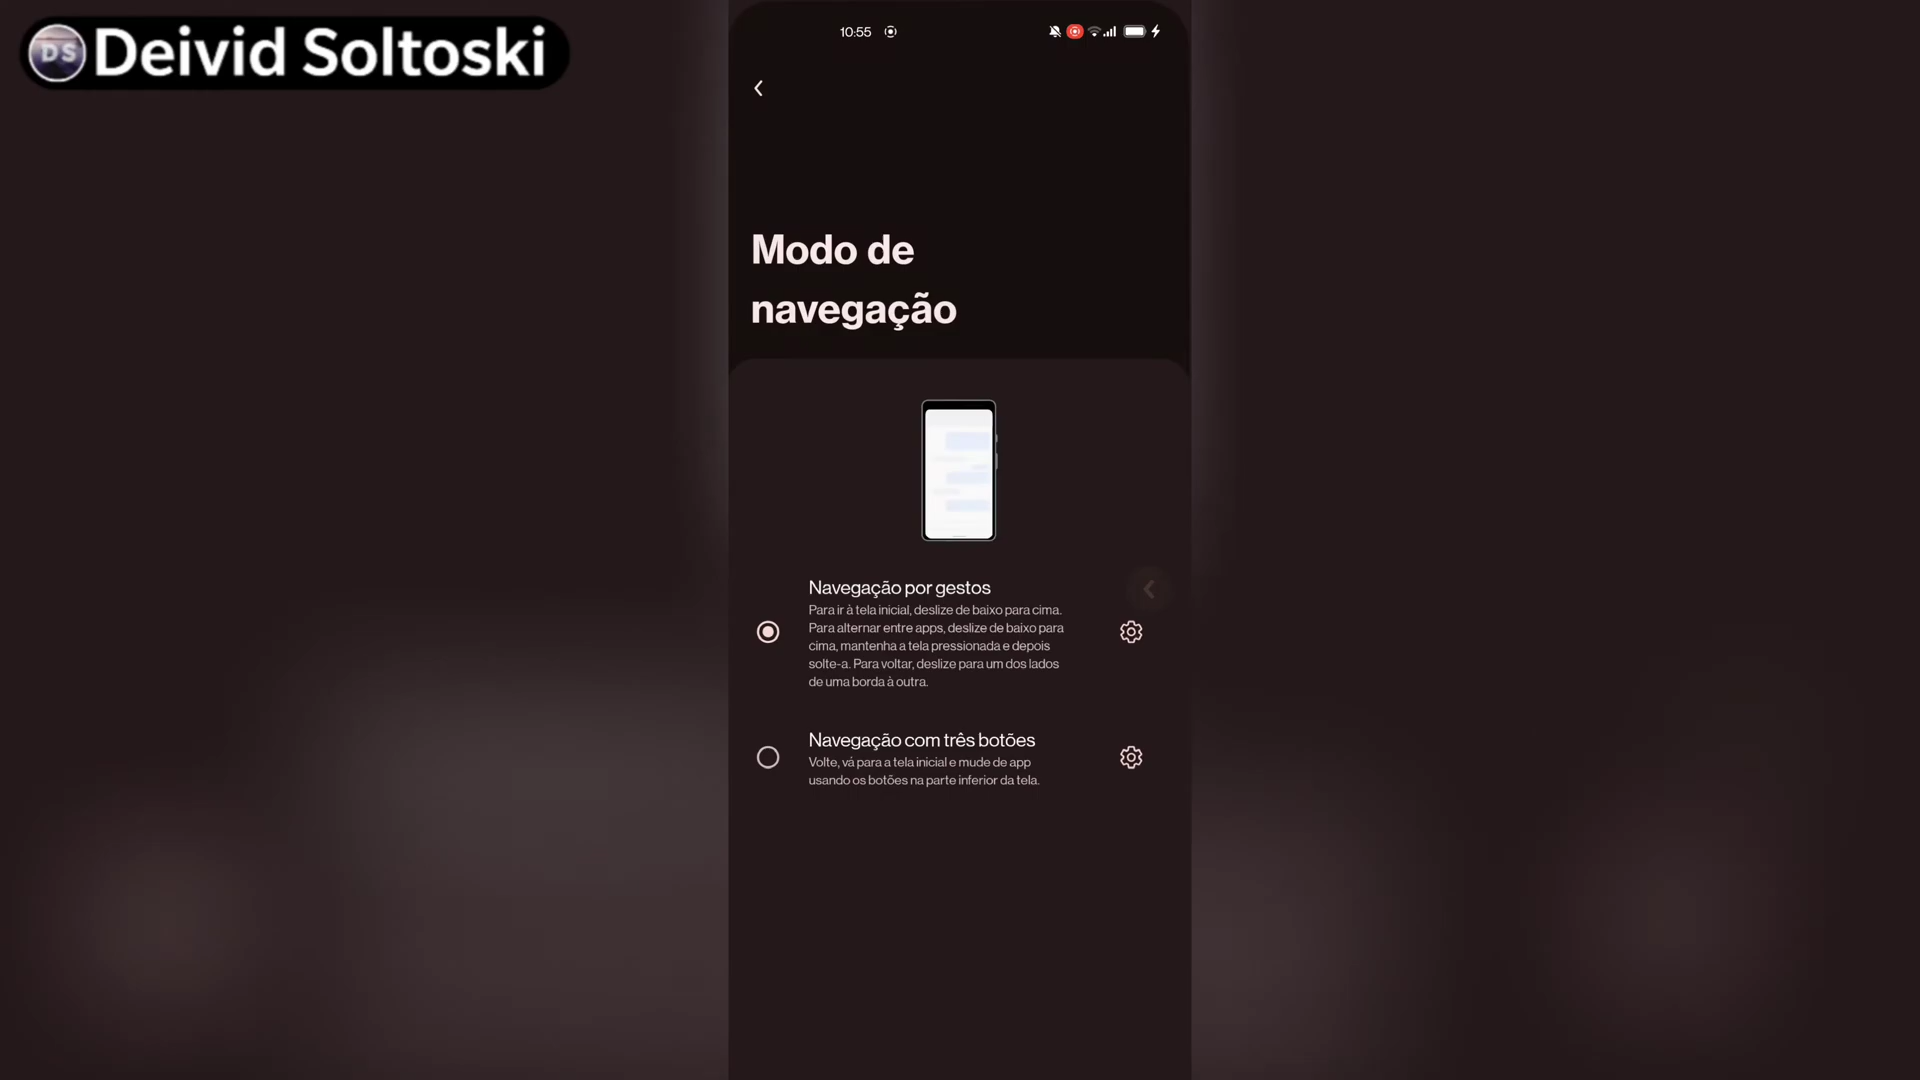 DS Deivid Soltoski
10:55
Modo de
navegação
Navegação por gestos
Para ir à tela inicial, deslize de baixo para cima.
Para alternar entre apps, deslize de baixo para
cima, mantenha a tela pressionada e depois
solte-a. Para voltar, deslize para um dos lados
de uma borda à outra.
Navegação com três botões
Volte, vá para a tela inicial e mude de app
usando os botões na parte inferior da tela.